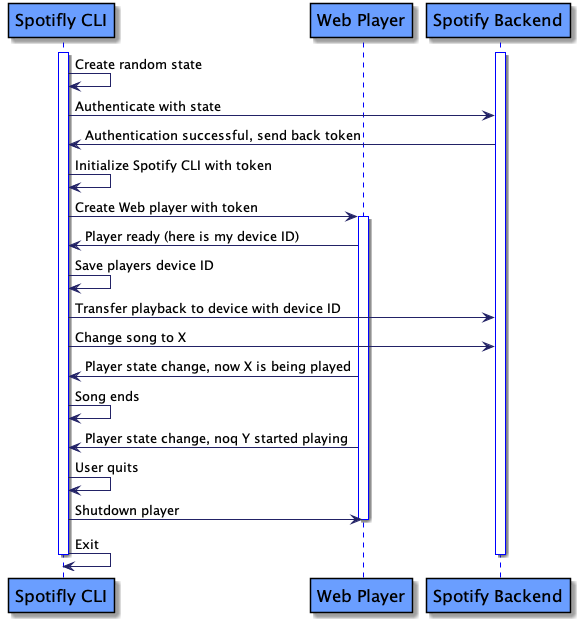 Spotifly CLI
Web Player
Spotify Backend
Create random state
Authenticate with state
Authentication successful, send back token
Initialize Spotify CLI with token
Create Web player with token
Player ready (here is my device ID)
Save players device ID
Transfer playback to device with device ID
Change song to X
Player state change, now X is being played
Song ends
Player state change, noq Y started playing
User quits
Shutdown player
Exit
Spotifly CLI
Web Player
Spotify Backend